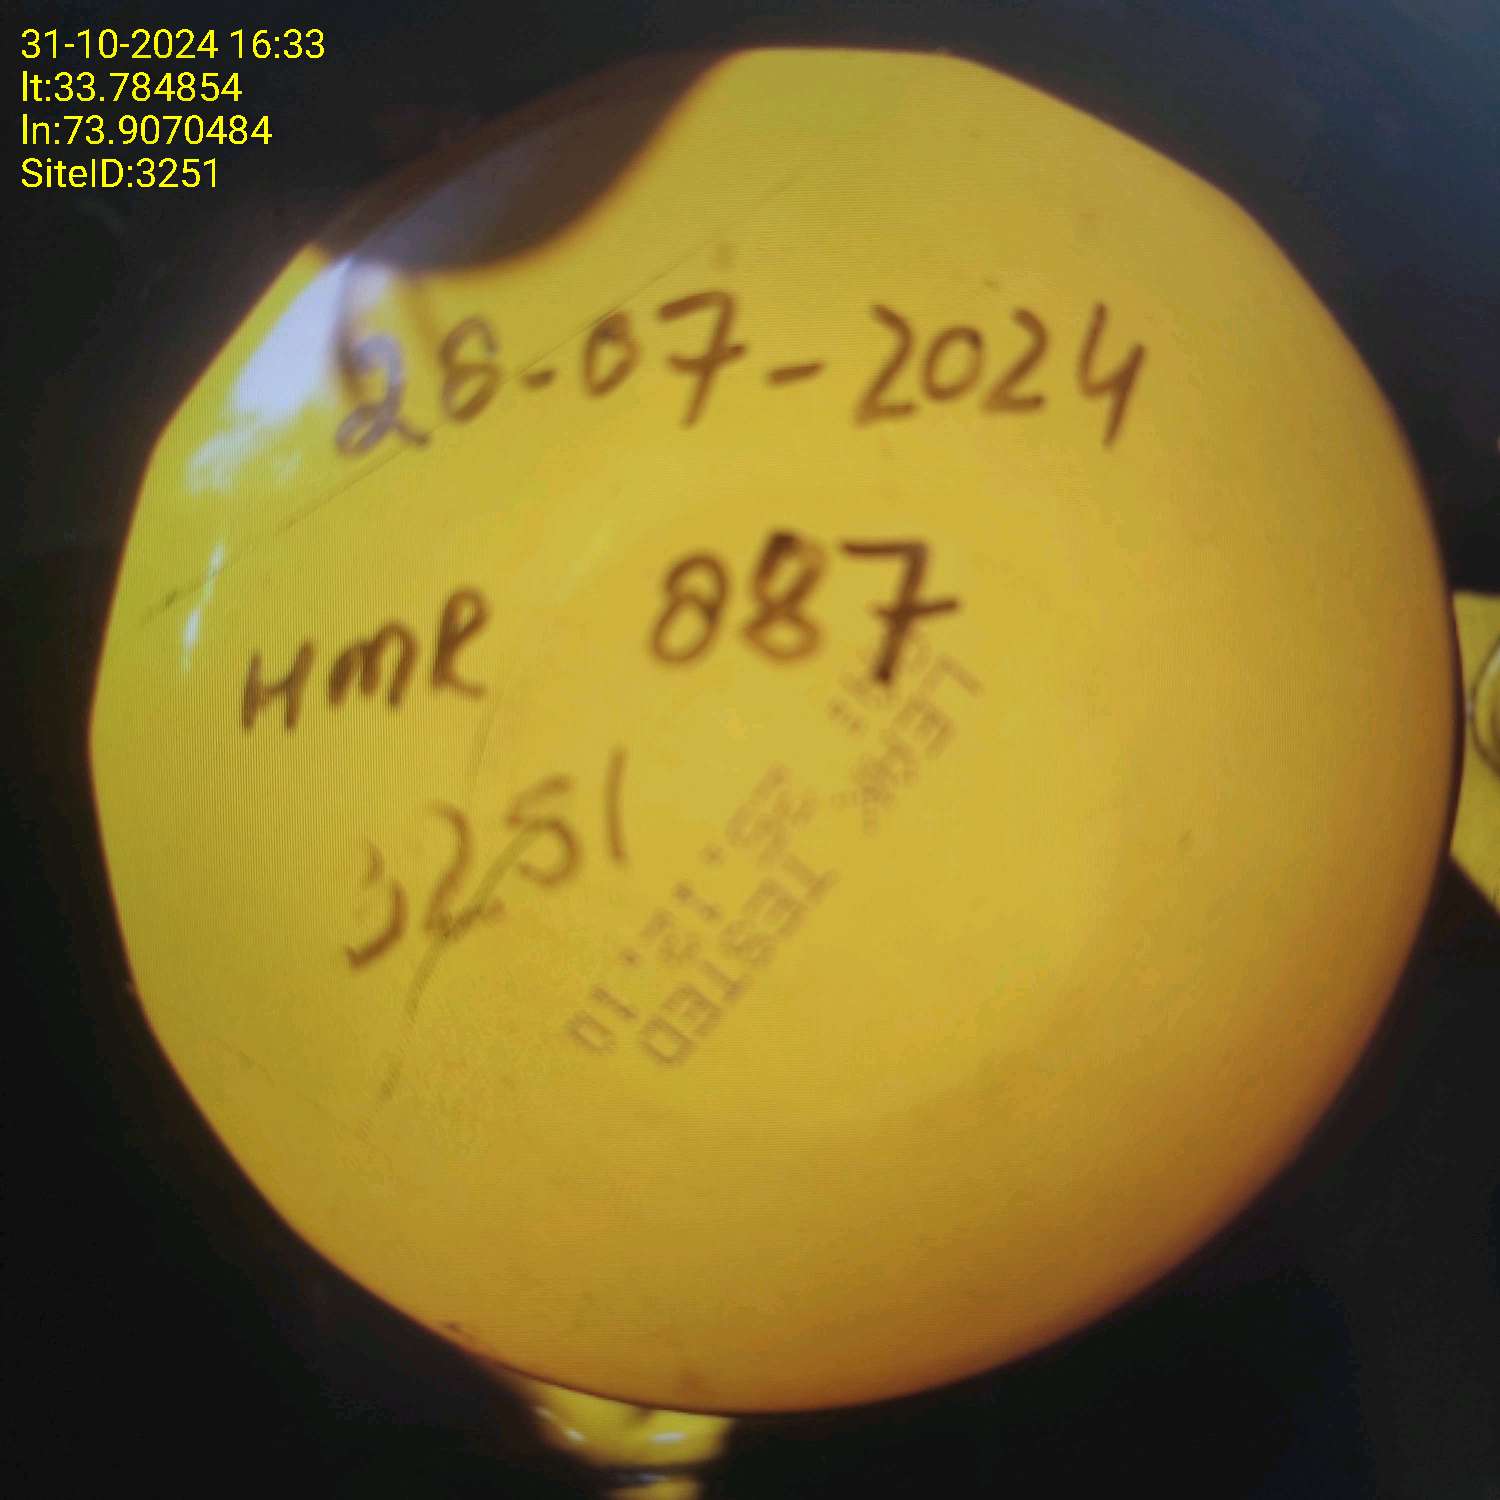 31-10-2024 16:33
lt:33.784854
ln:73.9070484
SiteID:3251
28-07-2024
HMR 087
3251
LEAK TESTED